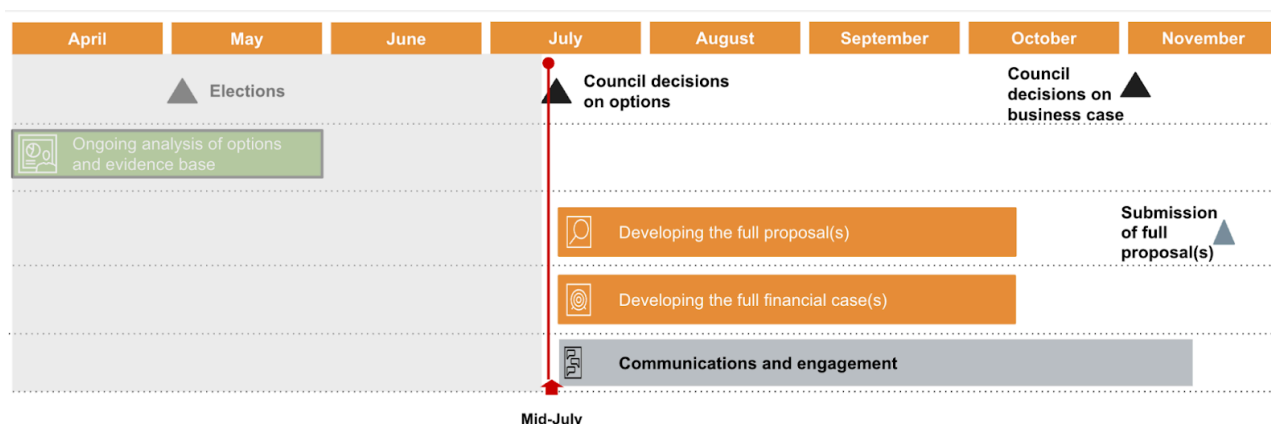 April May June July August September October November
Elections
Council decisions
on options
Council
decisions on
business case
Ongoing analysis of options
and evidence base
Developing the full proposal(s)
Submission
of full
proposal(s)
Developing the full financial case(s)
Communications and engagement
Mid-July